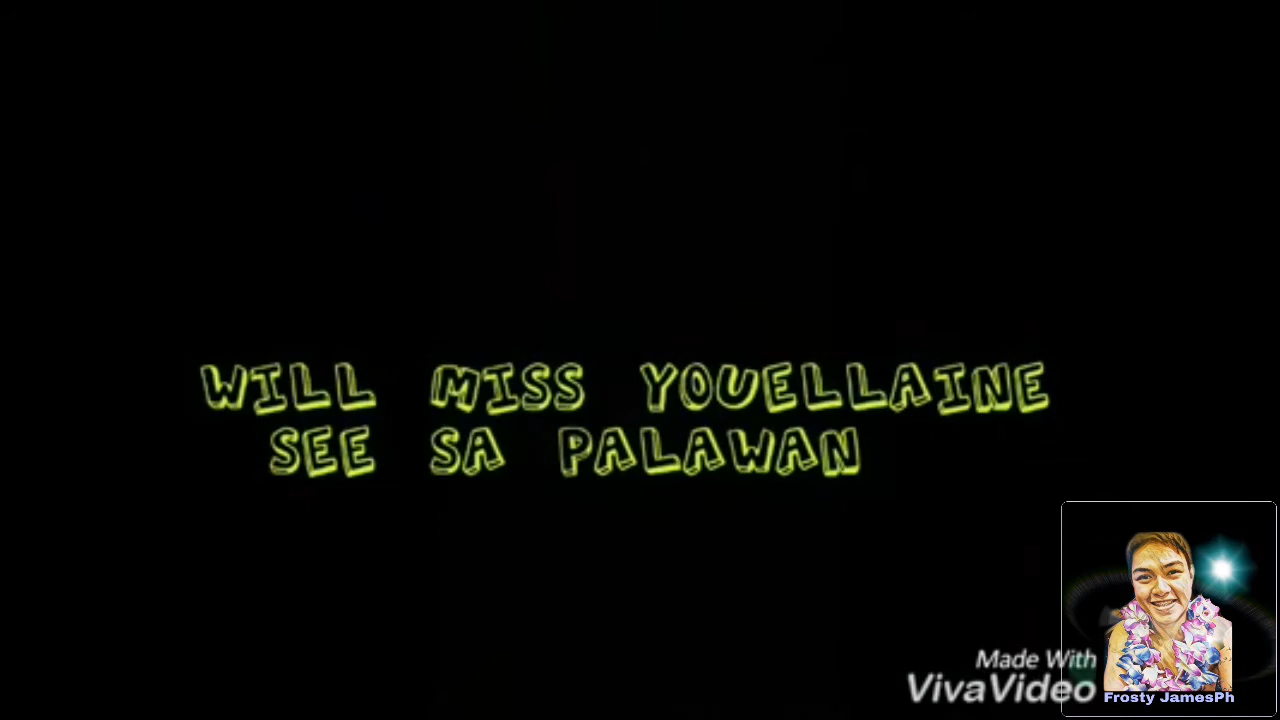 WILL MISS YOUELLAINE
SEE SA PALAWAN
Made With
VivaVideo
Frosty JamesPh